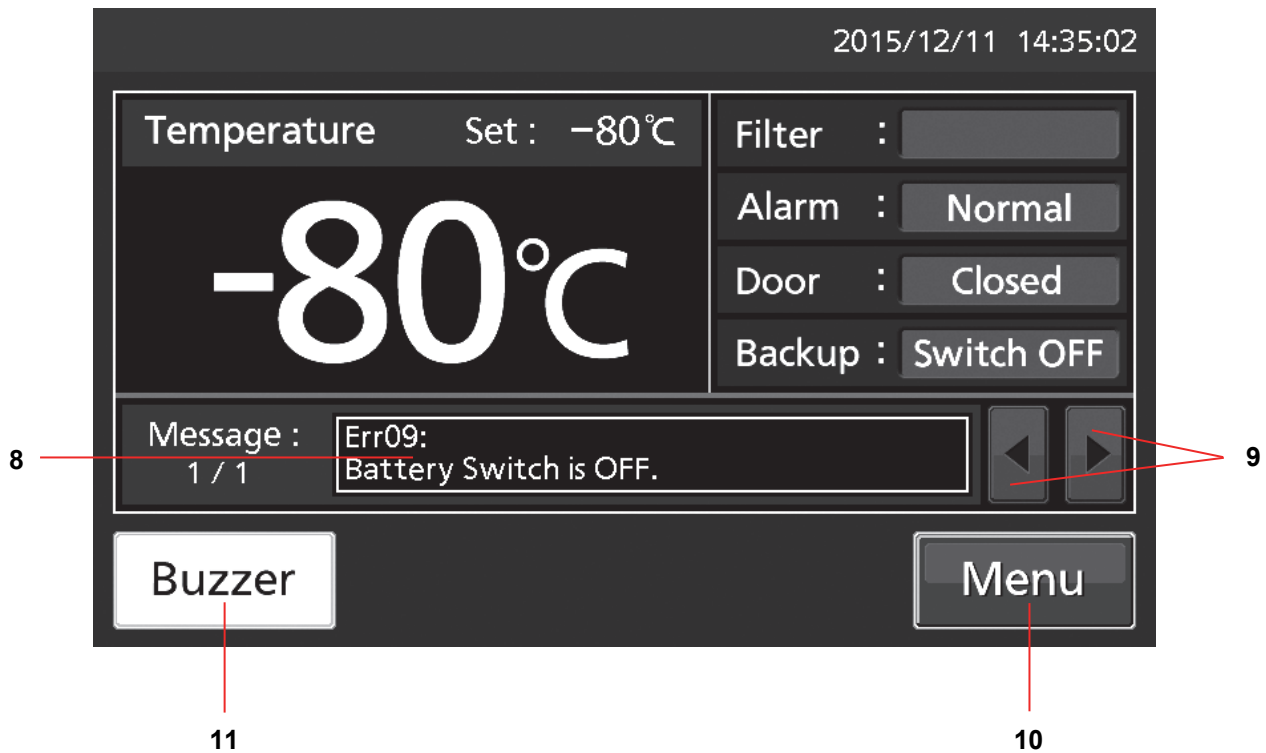 2015/12/11 14:35:02
Temperature Set : −80℃
-80℃
Filter :
Alarm : Normal
Door : Closed
Backup : Switch OFF
Message :
1 / 1
Err09:
Battery Switch is OFF.
8
9
Buzzer
Menu
11
10